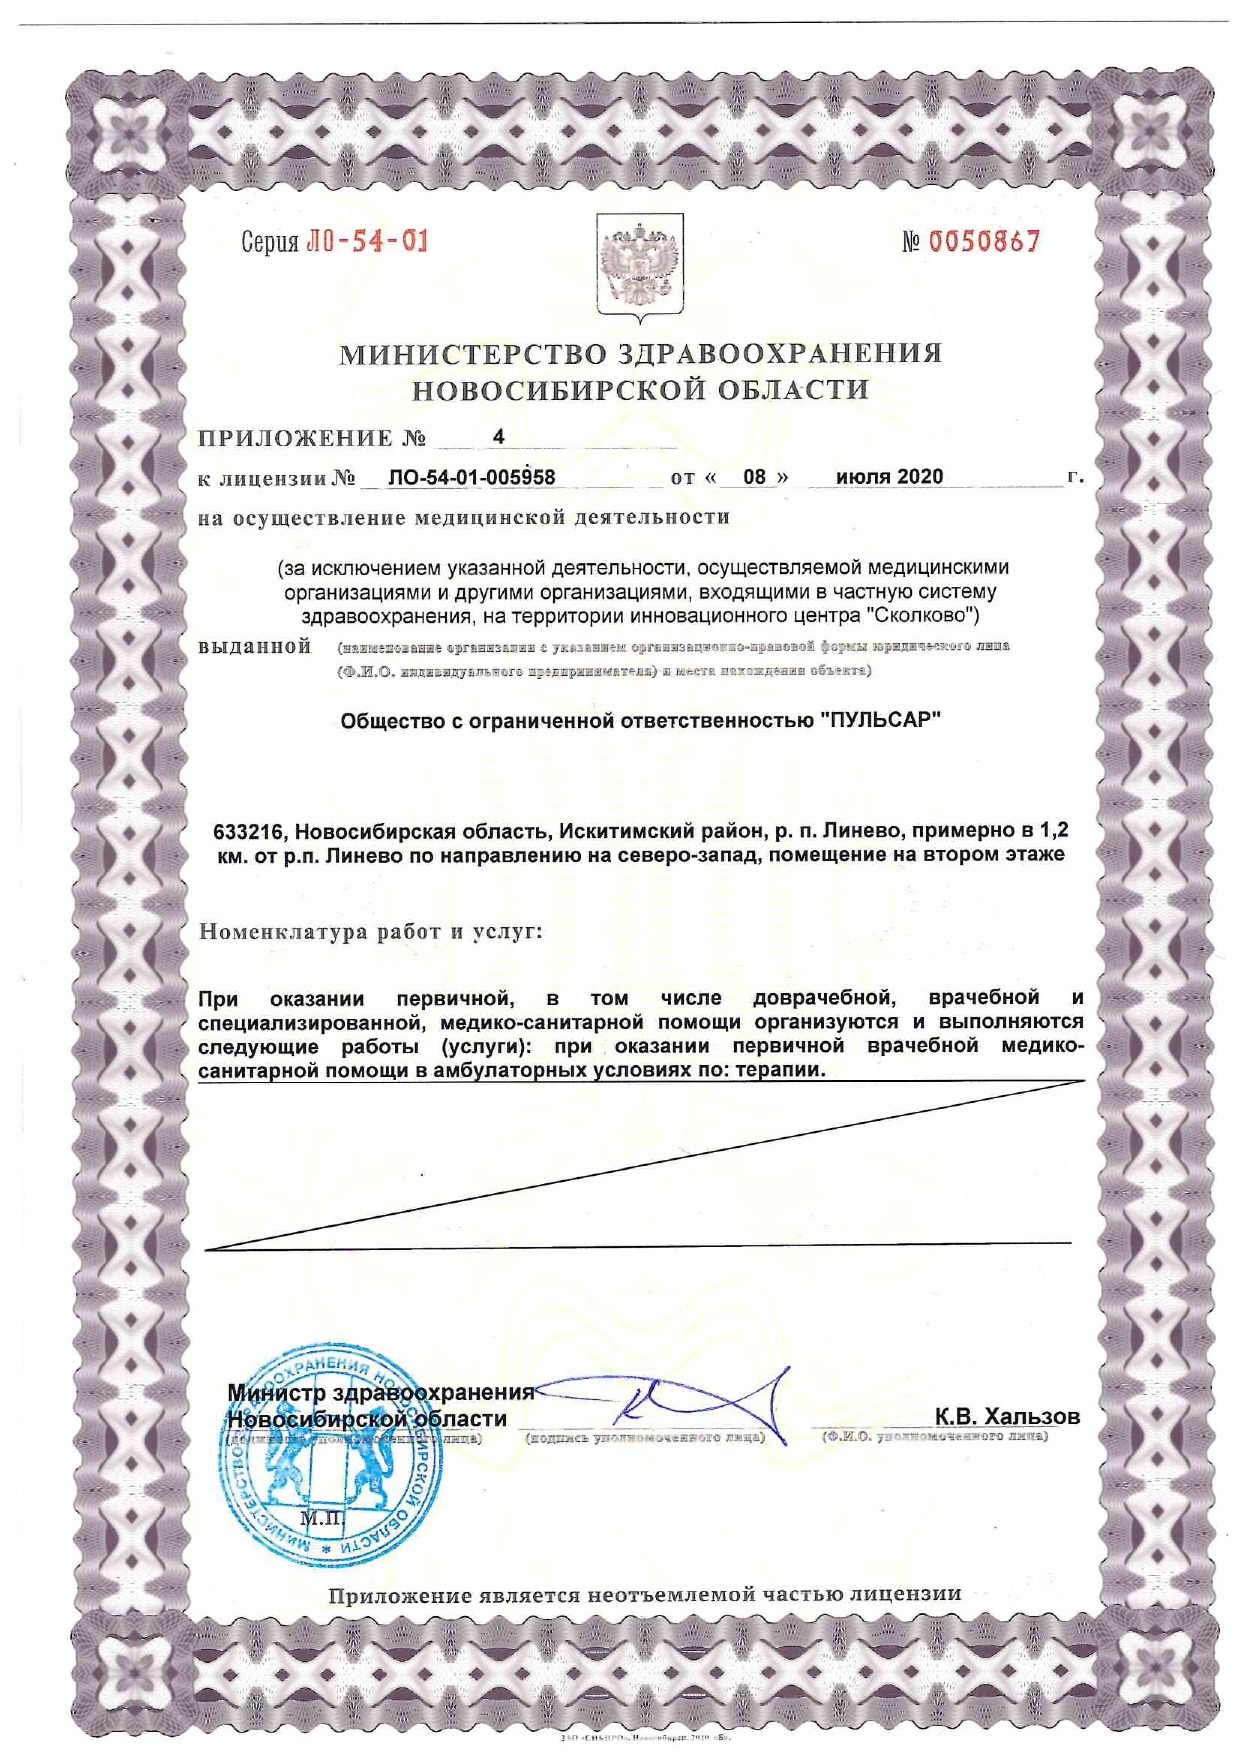 Серия ЛО-54-01
№ 0050867
МИНИСТЕРСТВО ЗДРАВООХРАНЕНИЯ
НОВОСИБИРСКОЙ ОБЛАСТИ
ПРИЛОЖЕНИЕ № 4
к лицензии № ЛО-54-01-005958 от « 08 » июля 2020 г.
на осуществление медицинской деятельности
(за исключением указанной деятельности, осуществляемой медицинскими
организациями и другими организациями, входящими в частную систему
здравоохранения, на территории инновационного центра "Сколково")
выданной (наименование организации с указанием организационно-правовой формы юридического лица
(Ф.И.О. индивидуального предпринимателя) и места нахождения объекта)
Общество с ограниченной ответственностью "ПУЛЬСАР"
633216, Новосибирская область, Искитимский район, р. п. Линево, примерно в 1,2
км. от р.п. Линево по направлению на северо-запад, помещение на втором этаже
Номенклатура работ и услуг:
При оказании первичной, в том числе доврачебной, врачебной и
специализированной, медико-санитарной помощи организуются и выполняются
следующие работы (услуги): при оказании первичной врачебной медико-
санитарной помощи в амбулаторных условиях по: терапии.
Министр здравоохранения
Новосибирской области
К.В. Хальзов
(должность уполномоченного лица) (подпись уполномоченного лица) (Ф.И.О. уполномоченного лица)
МИНИСТЕРСТВО ЗДРАВООХРАНЕНИЯ НОВОСИБИРСКОЙ ОБЛАСТИ *
М.П.
Приложение является неотъемлемой частью лицензии